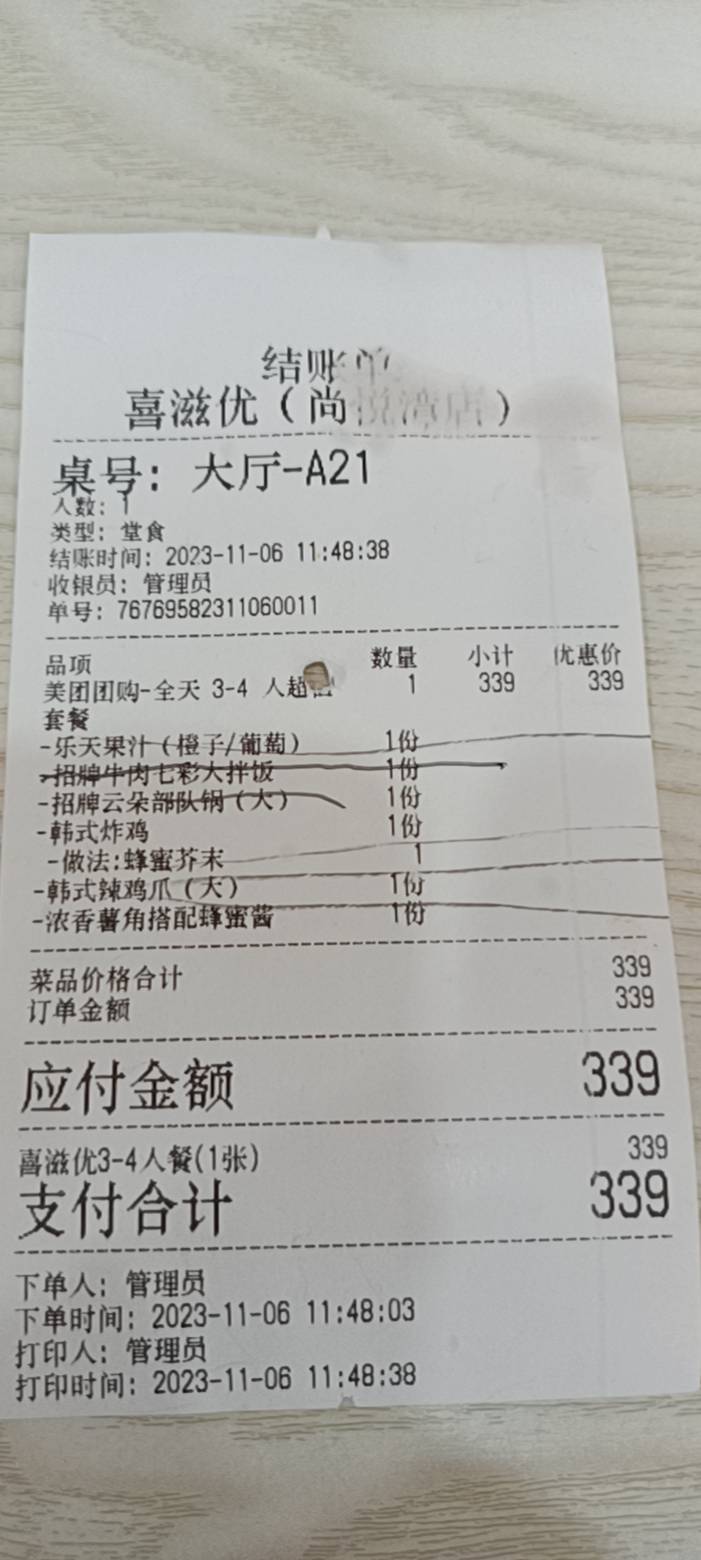 结账单
喜滋优（尚悦湾店）
桌号: 大厅-A21
人数: 1
类型: 堂食
结账时间: 2023-11-06 11:48:38
收银员: 管理员
单号: 76769582311060011
品项 数量 小计 优惠价
美团团购-全天 3-4 人超值 1 339 339
套餐
-乐天果汁（橙子/葡萄） 1份
-招牌牛肉七彩大拌饭 1份
-招牌云朵部队锅（大） 1份
-韩式炸鸡 1份
-做法:蜂蜜芥末 1
-韩式辣鸡爪（大） 1份
-浓香薯角搭配蜂蜜酱 1份
菜品价格合计 339
订单金额 339
应付金额 339
喜滋优3-4人餐(1张) 339
支付合计 339
下单人: 管理员
下单时间: 2023-11-06 11:48:03
打印人: 管理员
打印时间: 2023-11-06 11:48:38